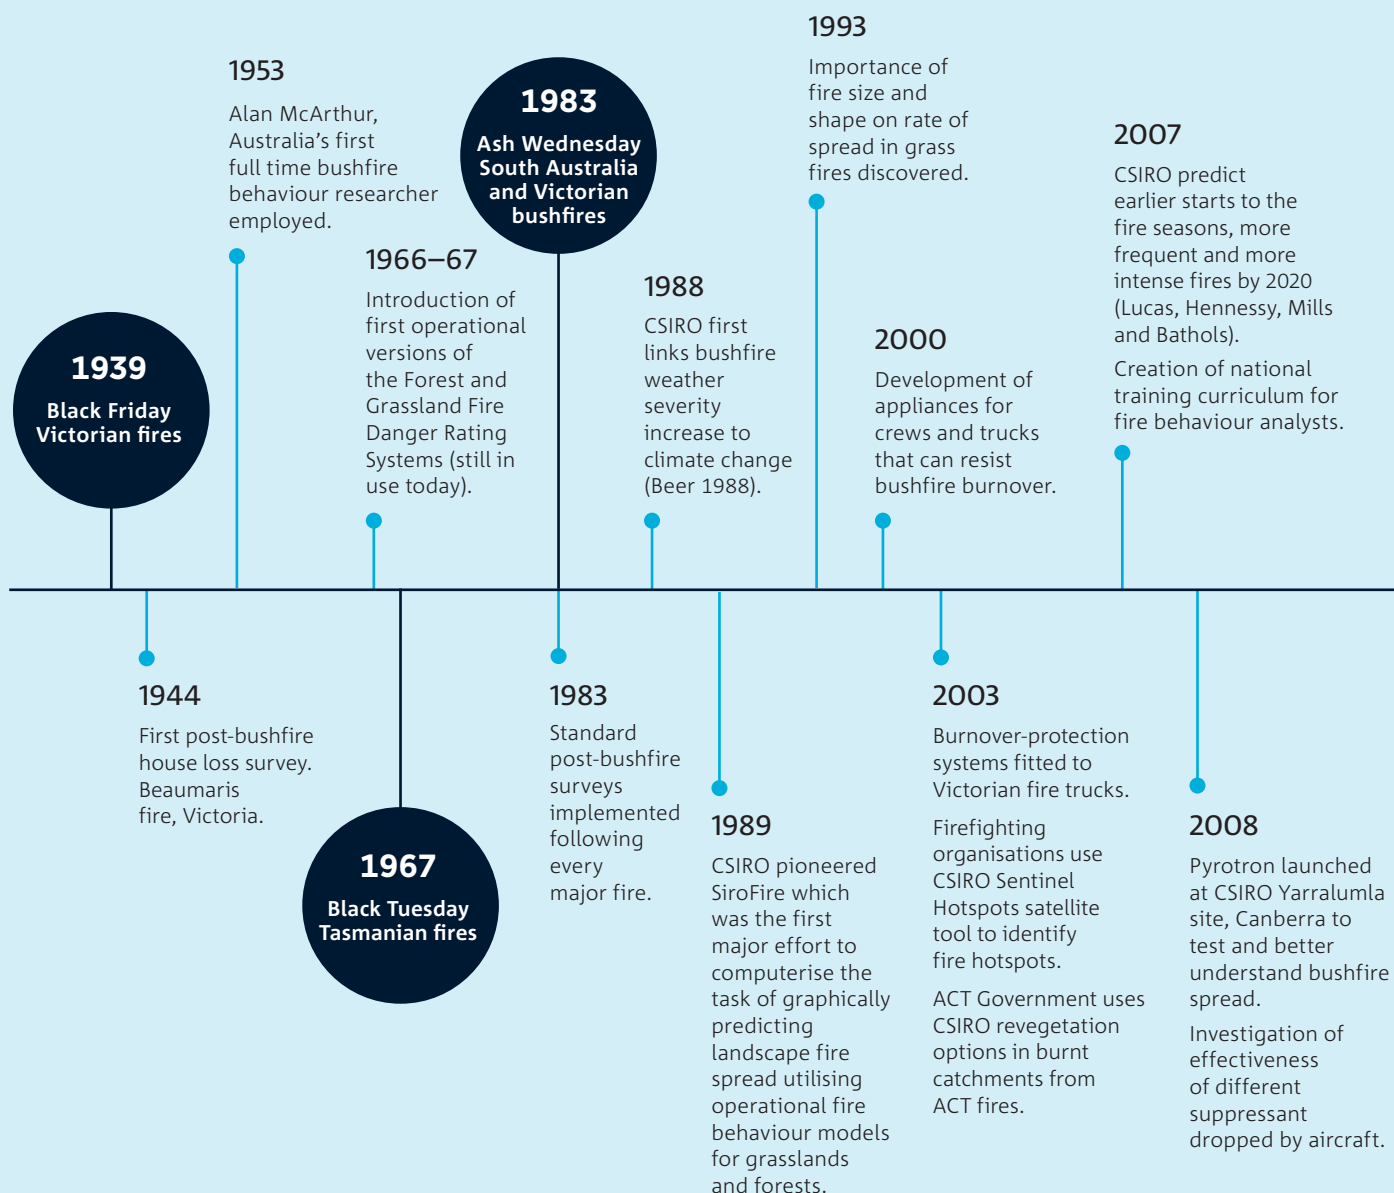 1939
Black Friday
Victorian fires
1944
First post-bushfire
house loss survey.
Beaumaris
fire, Victoria.
1953
Alan McArthur,
Australia’s first
full time bushfire
behaviour researcher
employed.
1966–67
Introduction of
first operational
versions of
the Forest and
Grassland Fire
Danger Rating
Systems (still in
use today).
1967
Black Tuesday
Tasmanian fires
1983
Ash Wednesday
South Australia
and Victorian
bushfires
1983
Standard
post-bushfire
surveys
implemented
following
every
major fire.
1988
CSIRO first
links bushfire
weather
severity
increase to
climate change
(Beer 1988).
1989
CSIRO pioneered
SiroFire which
was the first
major effort to
computerise the
task of graphically
predicting
landscape fire
spread utilising
operational fire
behaviour models
for grasslands
and forests.
1993
Importance of
fire size and
shape on rate of
spread in grass
fires discovered.
2000
Development of
appliances for
crews and trucks
that can resist
bushfire burnover.
2003
Burnover-protection
systems fitted to
Victorian fire trucks.
Firefighting
organisations use
CSIRO Sentinel
Hotspots satellite
tool to identify
fire hotspots.
ACT Government uses
CSIRO revegetation
options in burnt
catchments from
ACT fires.
2007
CSIRO predict
earlier starts to the
fire seasons, more
frequent and more
intense fires by 2020
(Lucas, Hennessy, Mills
and Bathols).
Creation of national
training curriculum for
fire behaviour analysts.
2008
Pyrotron launched
at CSIRO Yarralumla
site, Canberra to
test and better
understand bushfire
spread.
Investigation of
effectiveness
of different
suppressant
dropped by aircraft.